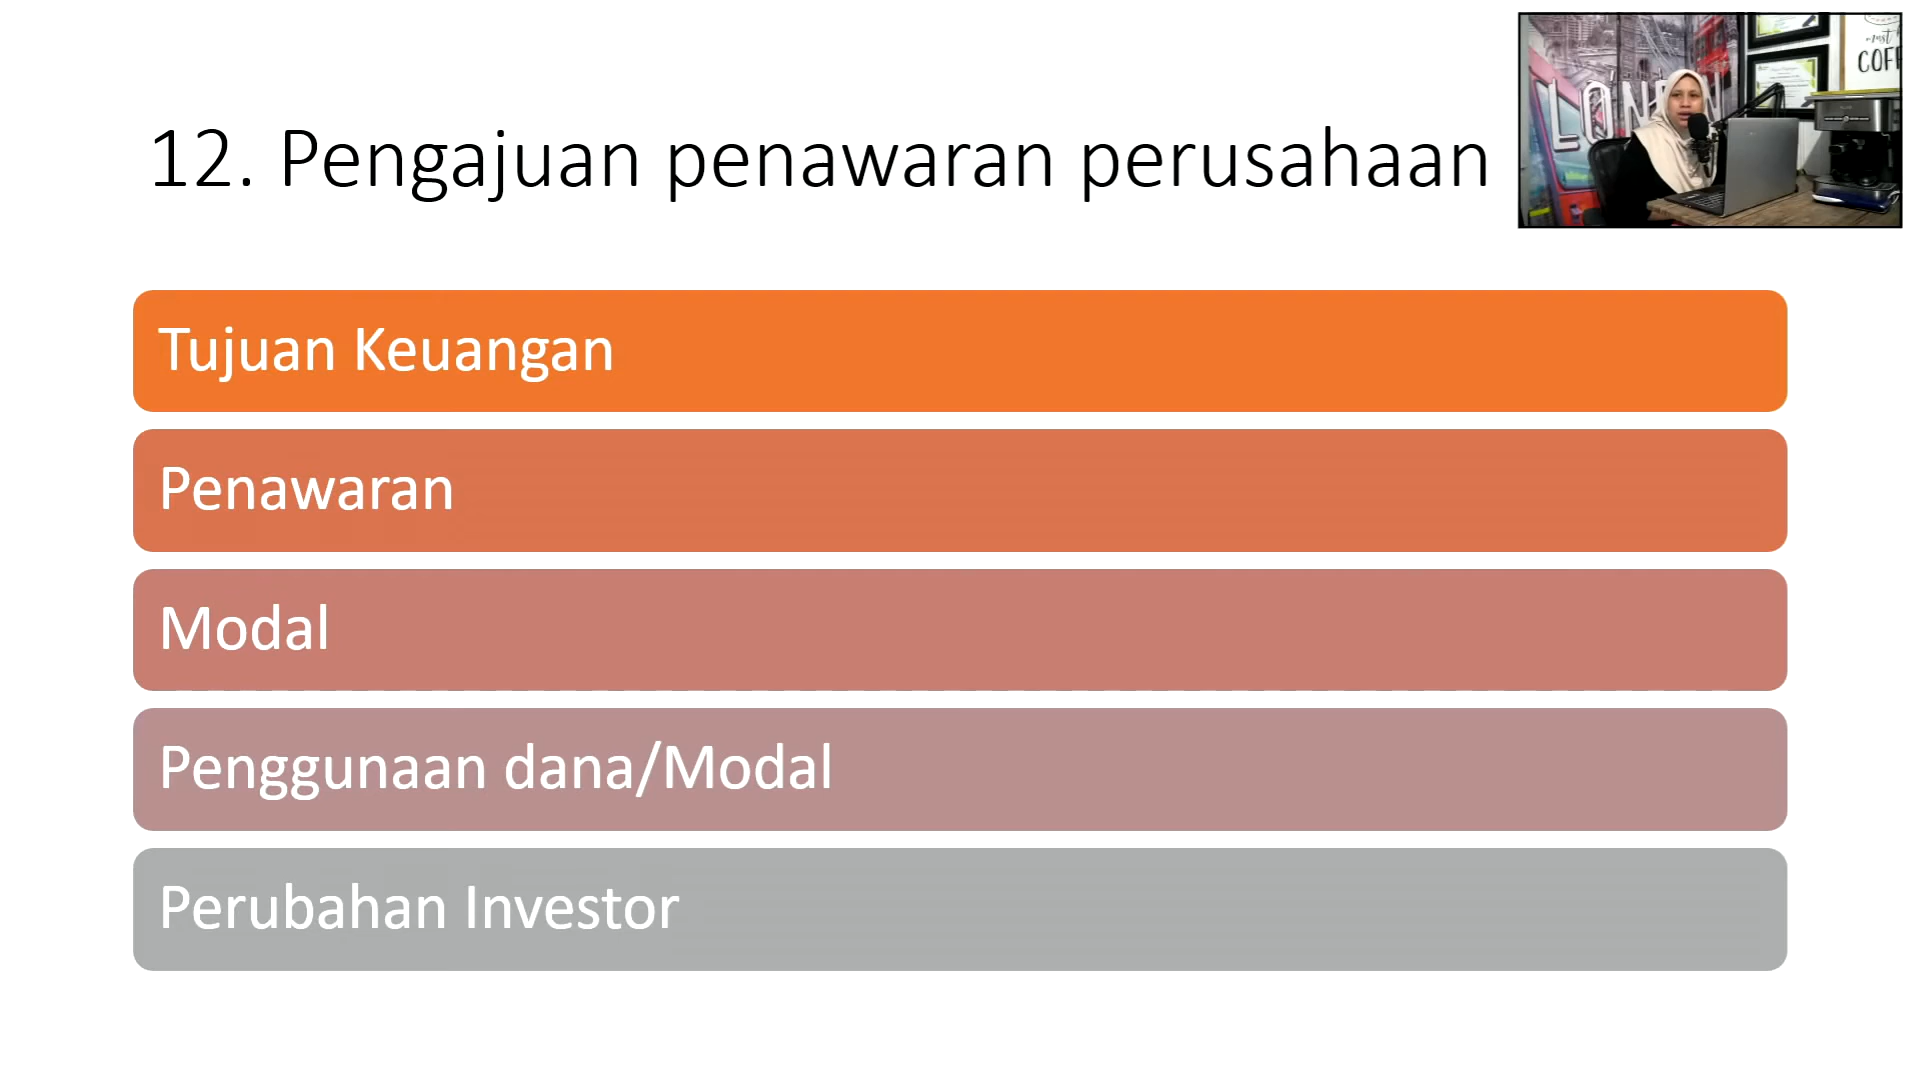 12. Pengajuan penawaran perusahaan
Tujuan Keuangan
Penawaran
Modal
Penggunaan dana/Modal
Perubahan Investor